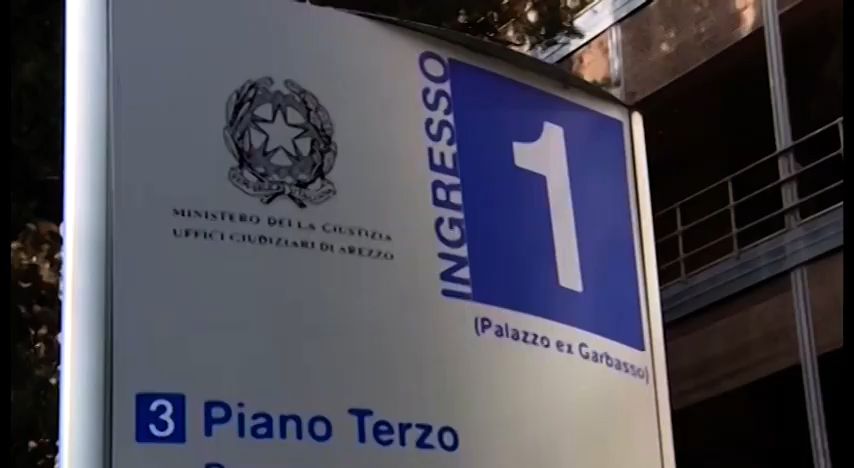 MINISTERO DELLA GIUSTIZIA
UFFICI GIUDIZIARI DI AREZZO
INGRESSO
1
(Palazzo ex Garbasso)
3 Piano Terzo